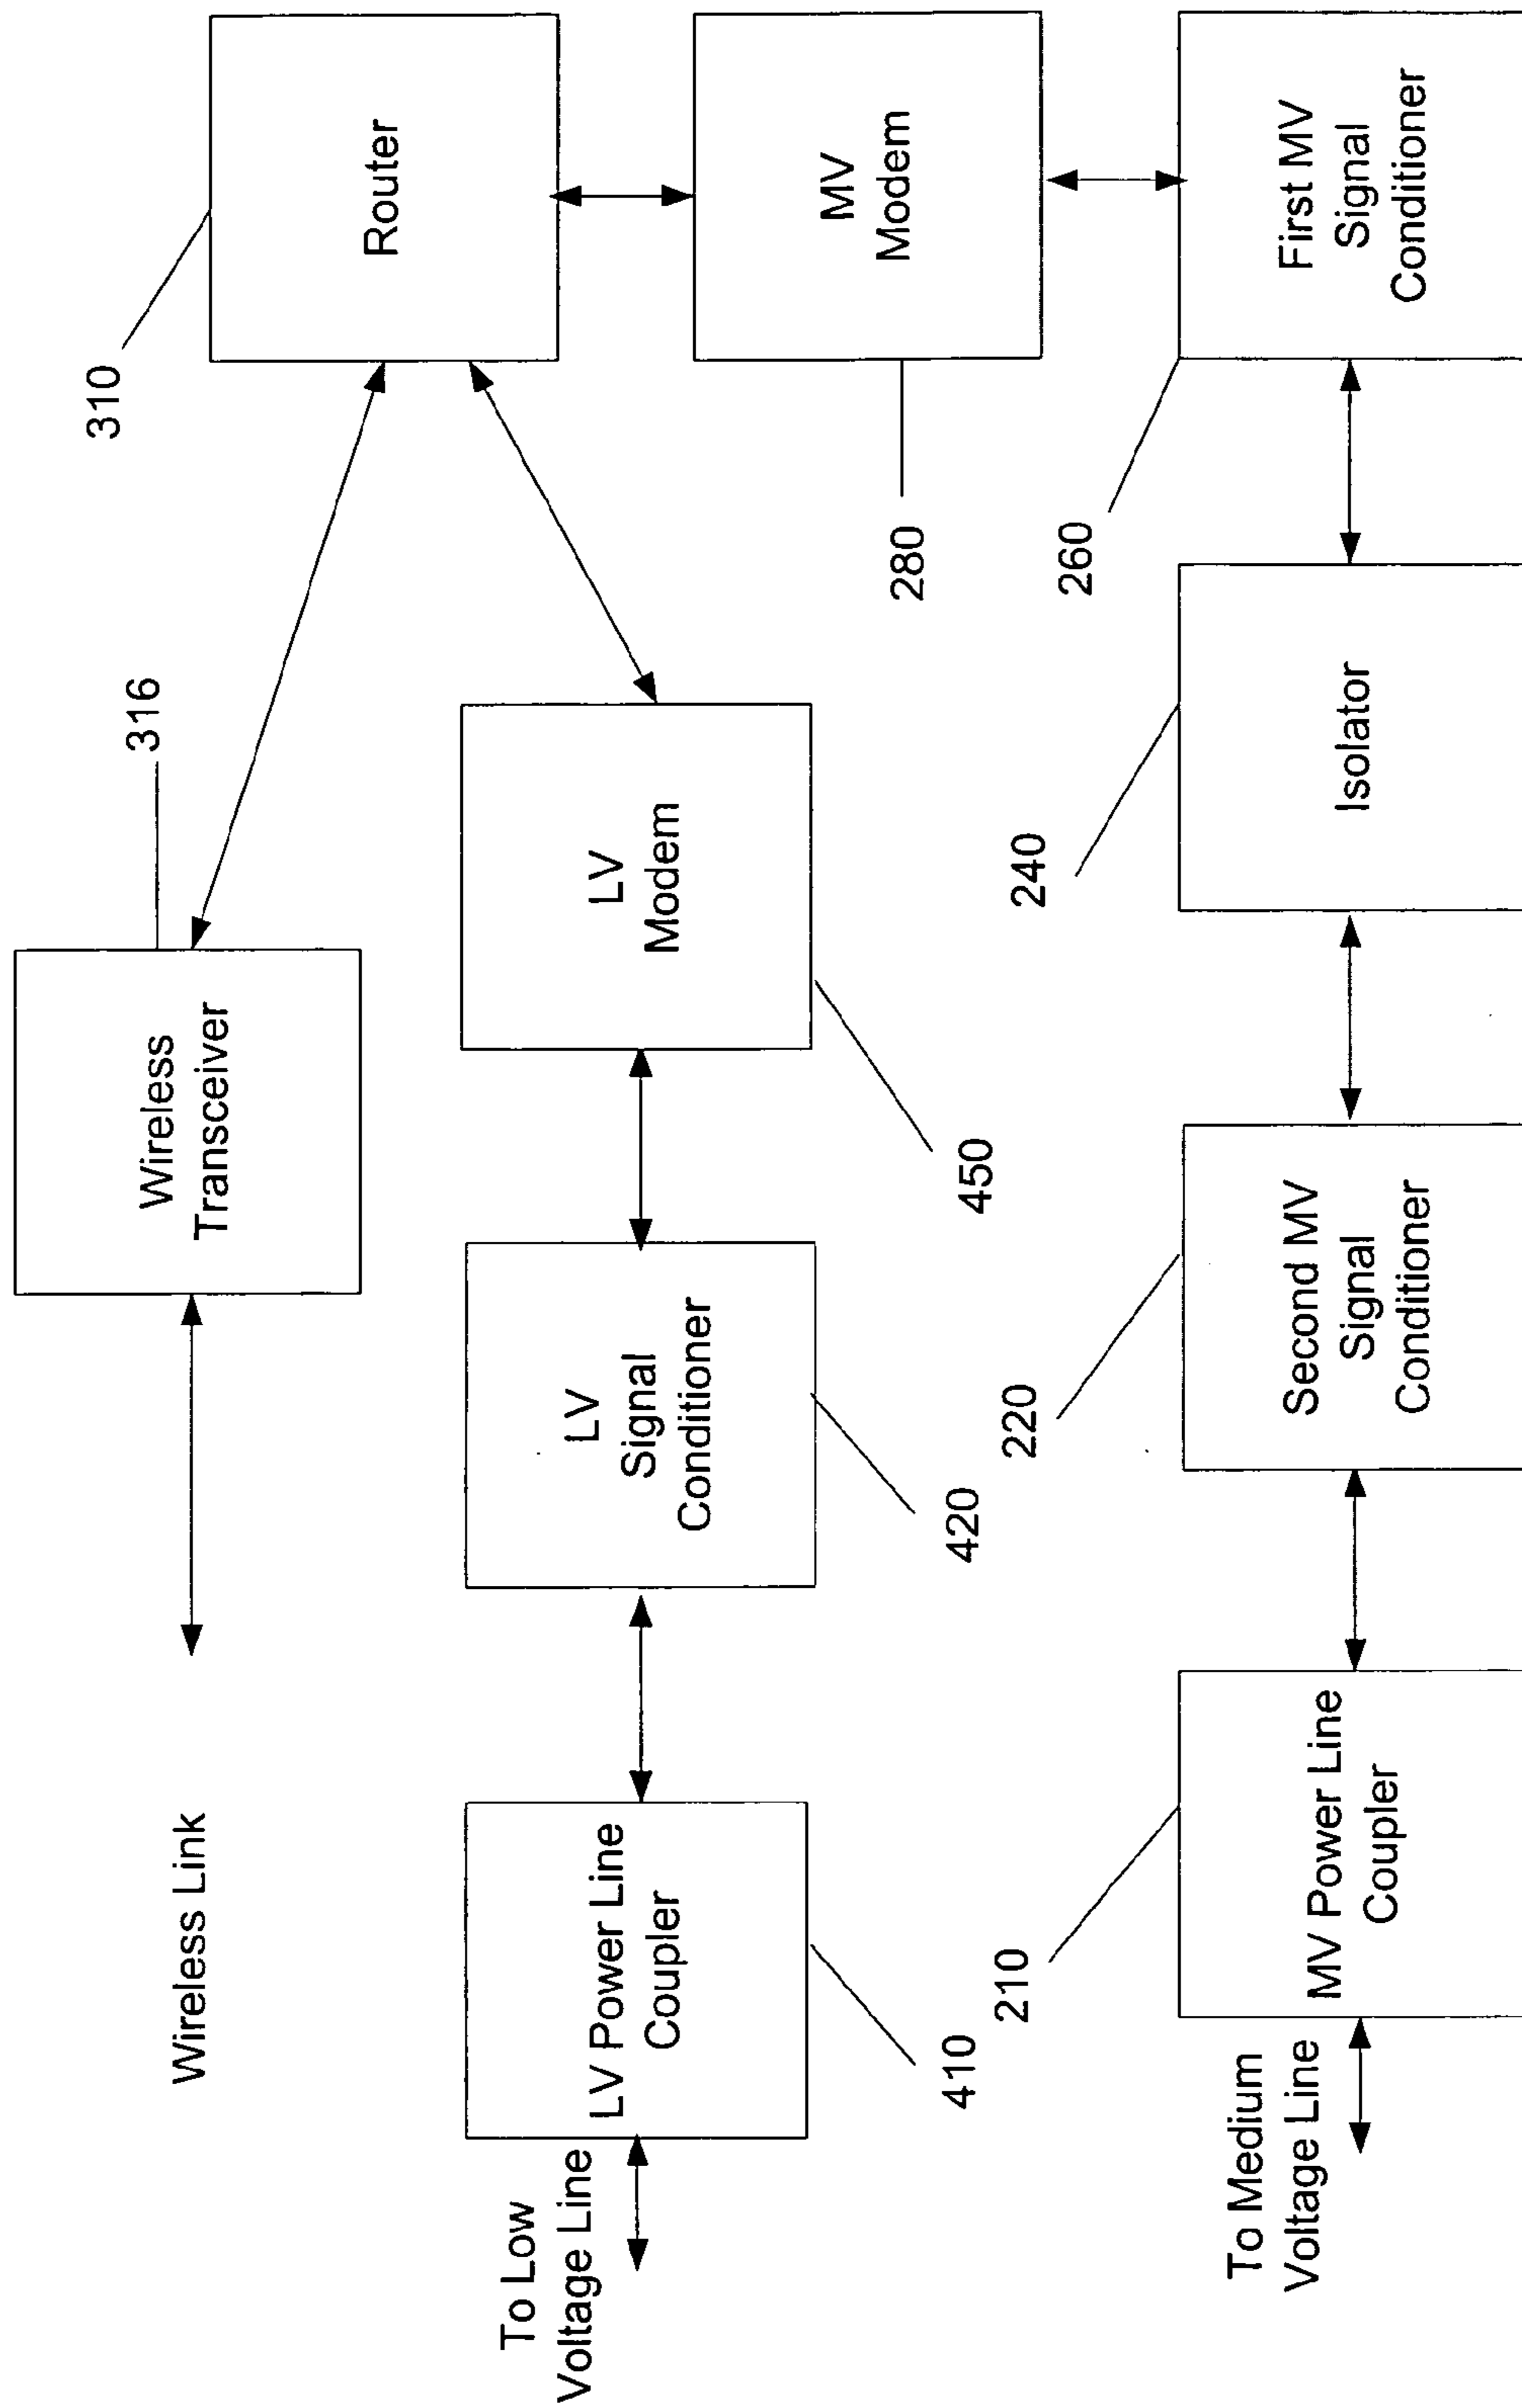 Wireless Link
Wireless
Transceiver
316
310
Router
To Low
Voltage Line
LV Power Line
Coupler
410
LV
Signal
Conditioner
420
LV
Modem
450
280
MV
Modem
To Medium
Voltage Line
210
MV Power Line
Coupler
220
Second MV
Signal
Conditioner
240
Isolator
260
First MV
Signal
Conditioner